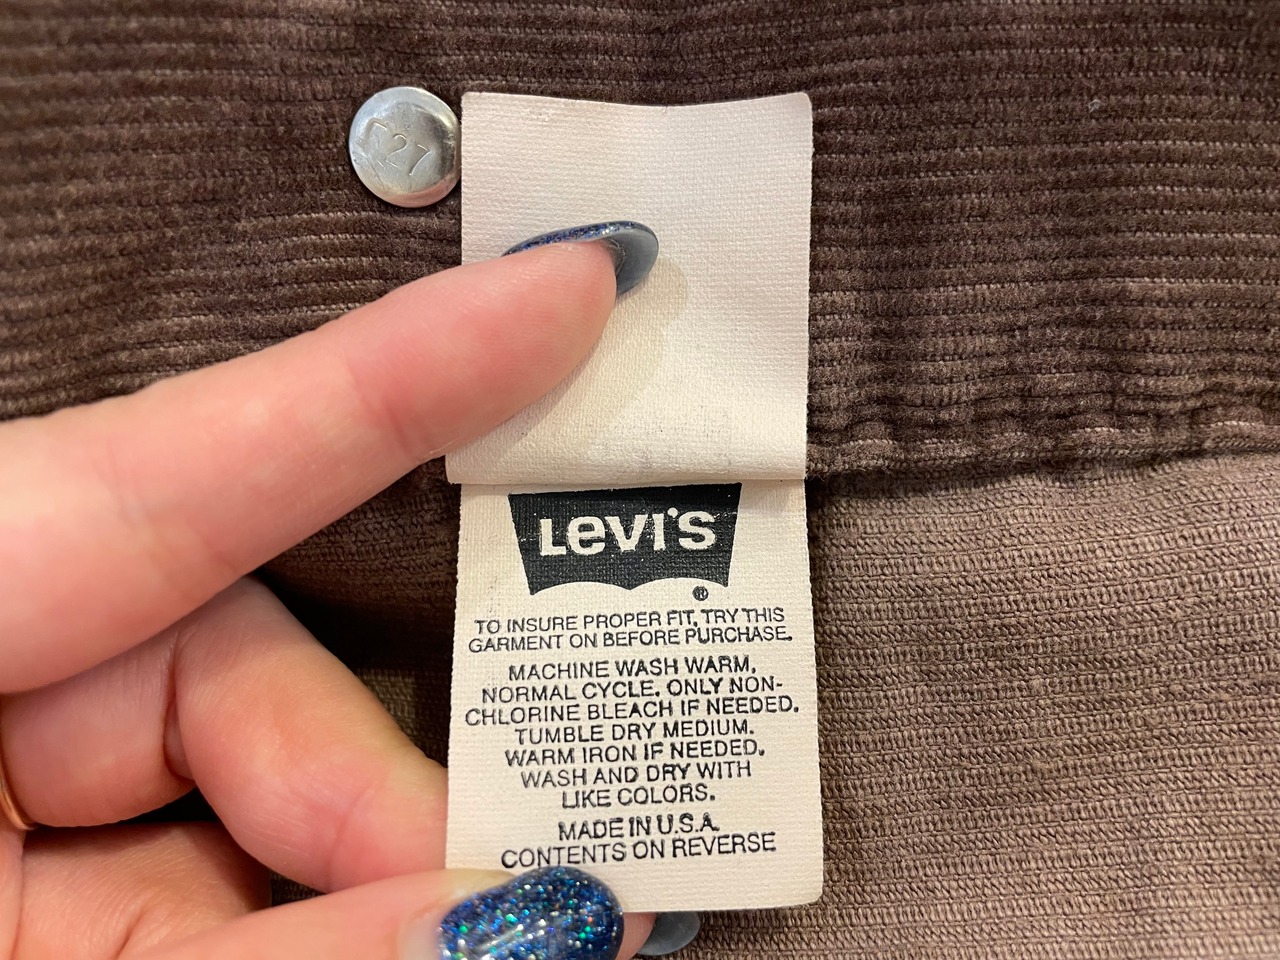 527
LEVI'S
®
TO INSURE PROPER FIT, TRY THIS
GARMENT ON BEFORE PURCHASE.
MACHINE WASH WARM,
NORMAL CYCLE, ONLY NON-
CHLORINE BLEACH IF NEEDED.
TUMBLE DRY MEDIUM.
WARM IRON IF NEEDED.
WASH AND DRY WITH
LIKE COLORS.
MADE IN U.S.A.
CONTENTS ON REVERSE